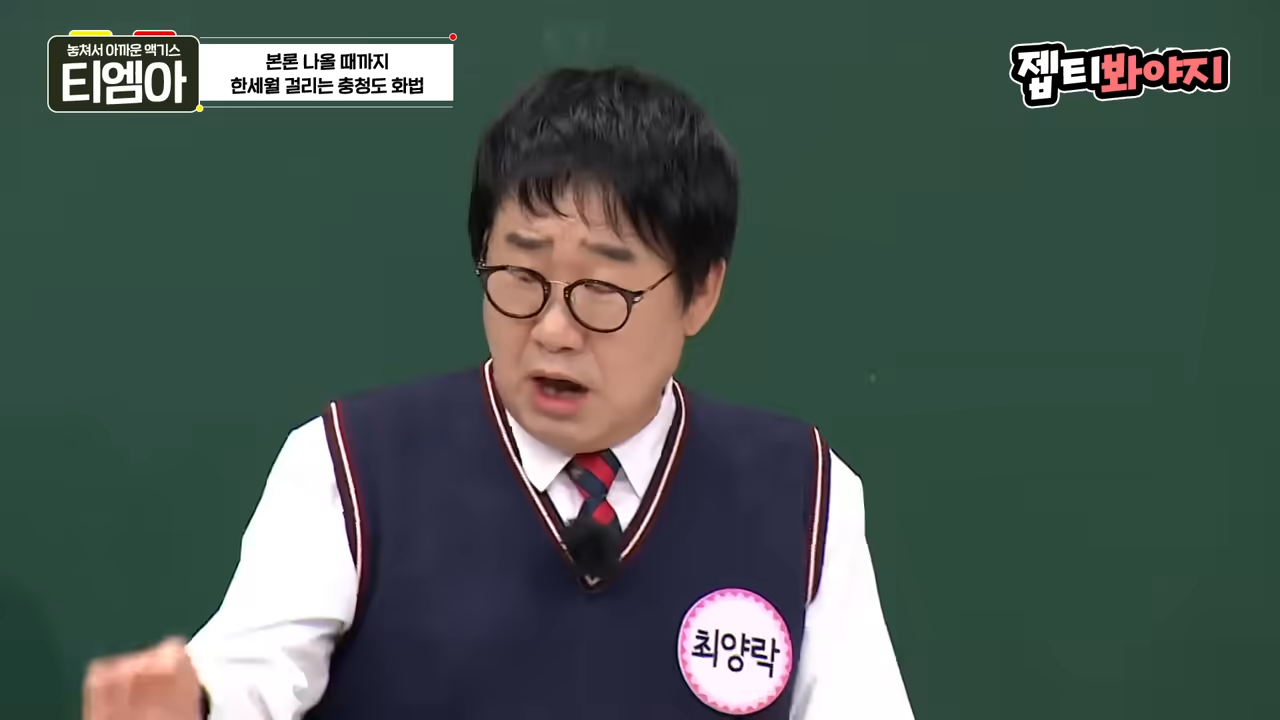 놓쳐서 아까운 액기스
티엠아
본론 나올 때까지
한세월 걸리는 충청도 화법
젭티봐야지
최양락